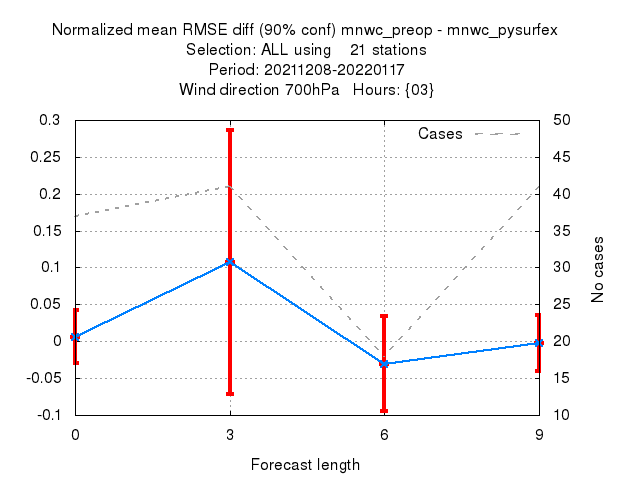 Normalized mean RMSE diff (90% conf) mnwc_preop - mnwc_pysurfex
Selection: ALL using    21 stations
Period: 20211208-20220117
Wind direction 700hPa   Hours: {03}
Cases
0.3
0.25
0.2
0.15
0.1
0.05
0
-0.05
-0.1
50
45
40
35
30
25
20
15
10
No cases
0 3 6 9
Forecast length